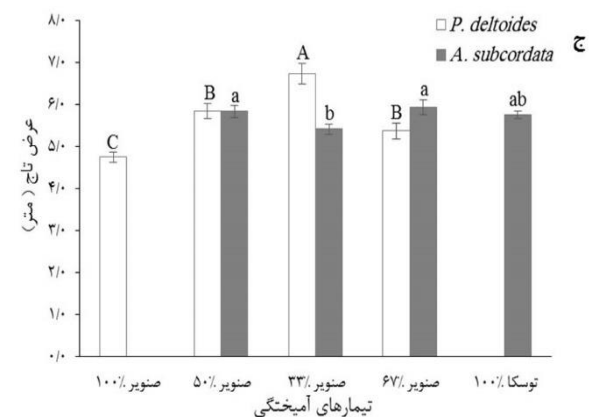 ج
P. deltoides
A. subcordata
عرض تاج ( متر)
۸/۰
۷/۰
۶/۰
۵/۰
۴/۰
۳/۰
۲/۰
۱/۰
۰/۰
C
B a
A b
B a
ab
صنوبر ٪۱۰۰ صنوبر ٪۵۰ صنوبر ٪۳۳ صنوبر ٪۶۷ توسکا ٪۱۰۰
تیمارهای آمیختگی